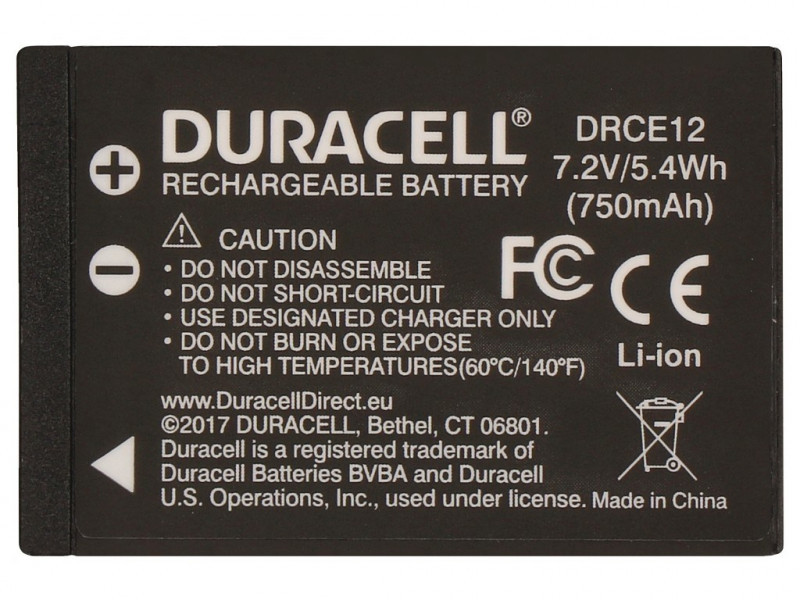 DURACELL®
RECHARGEABLE BATTERY
DRCE12
7.2V/5.4Wh
(750mAh)
CAUTION
• DO NOT DISASSEMBLE
• DO NOT SHORT-CIRCUIT
• USE DESIGNATED CHARGER ONLY
• DO NOT BURN OR EXPOSE
TO HIGH TEMPERATURES(60°C/140°F)
FC CE
Li-ion
www.DuracellDirect.eu
©2017 DURACELL, Bethel, CT 06801.
Duracell is a registered trademark of
Duracell Batteries BVBA and Duracell
U.S. Operations, Inc., used under license. Made in China